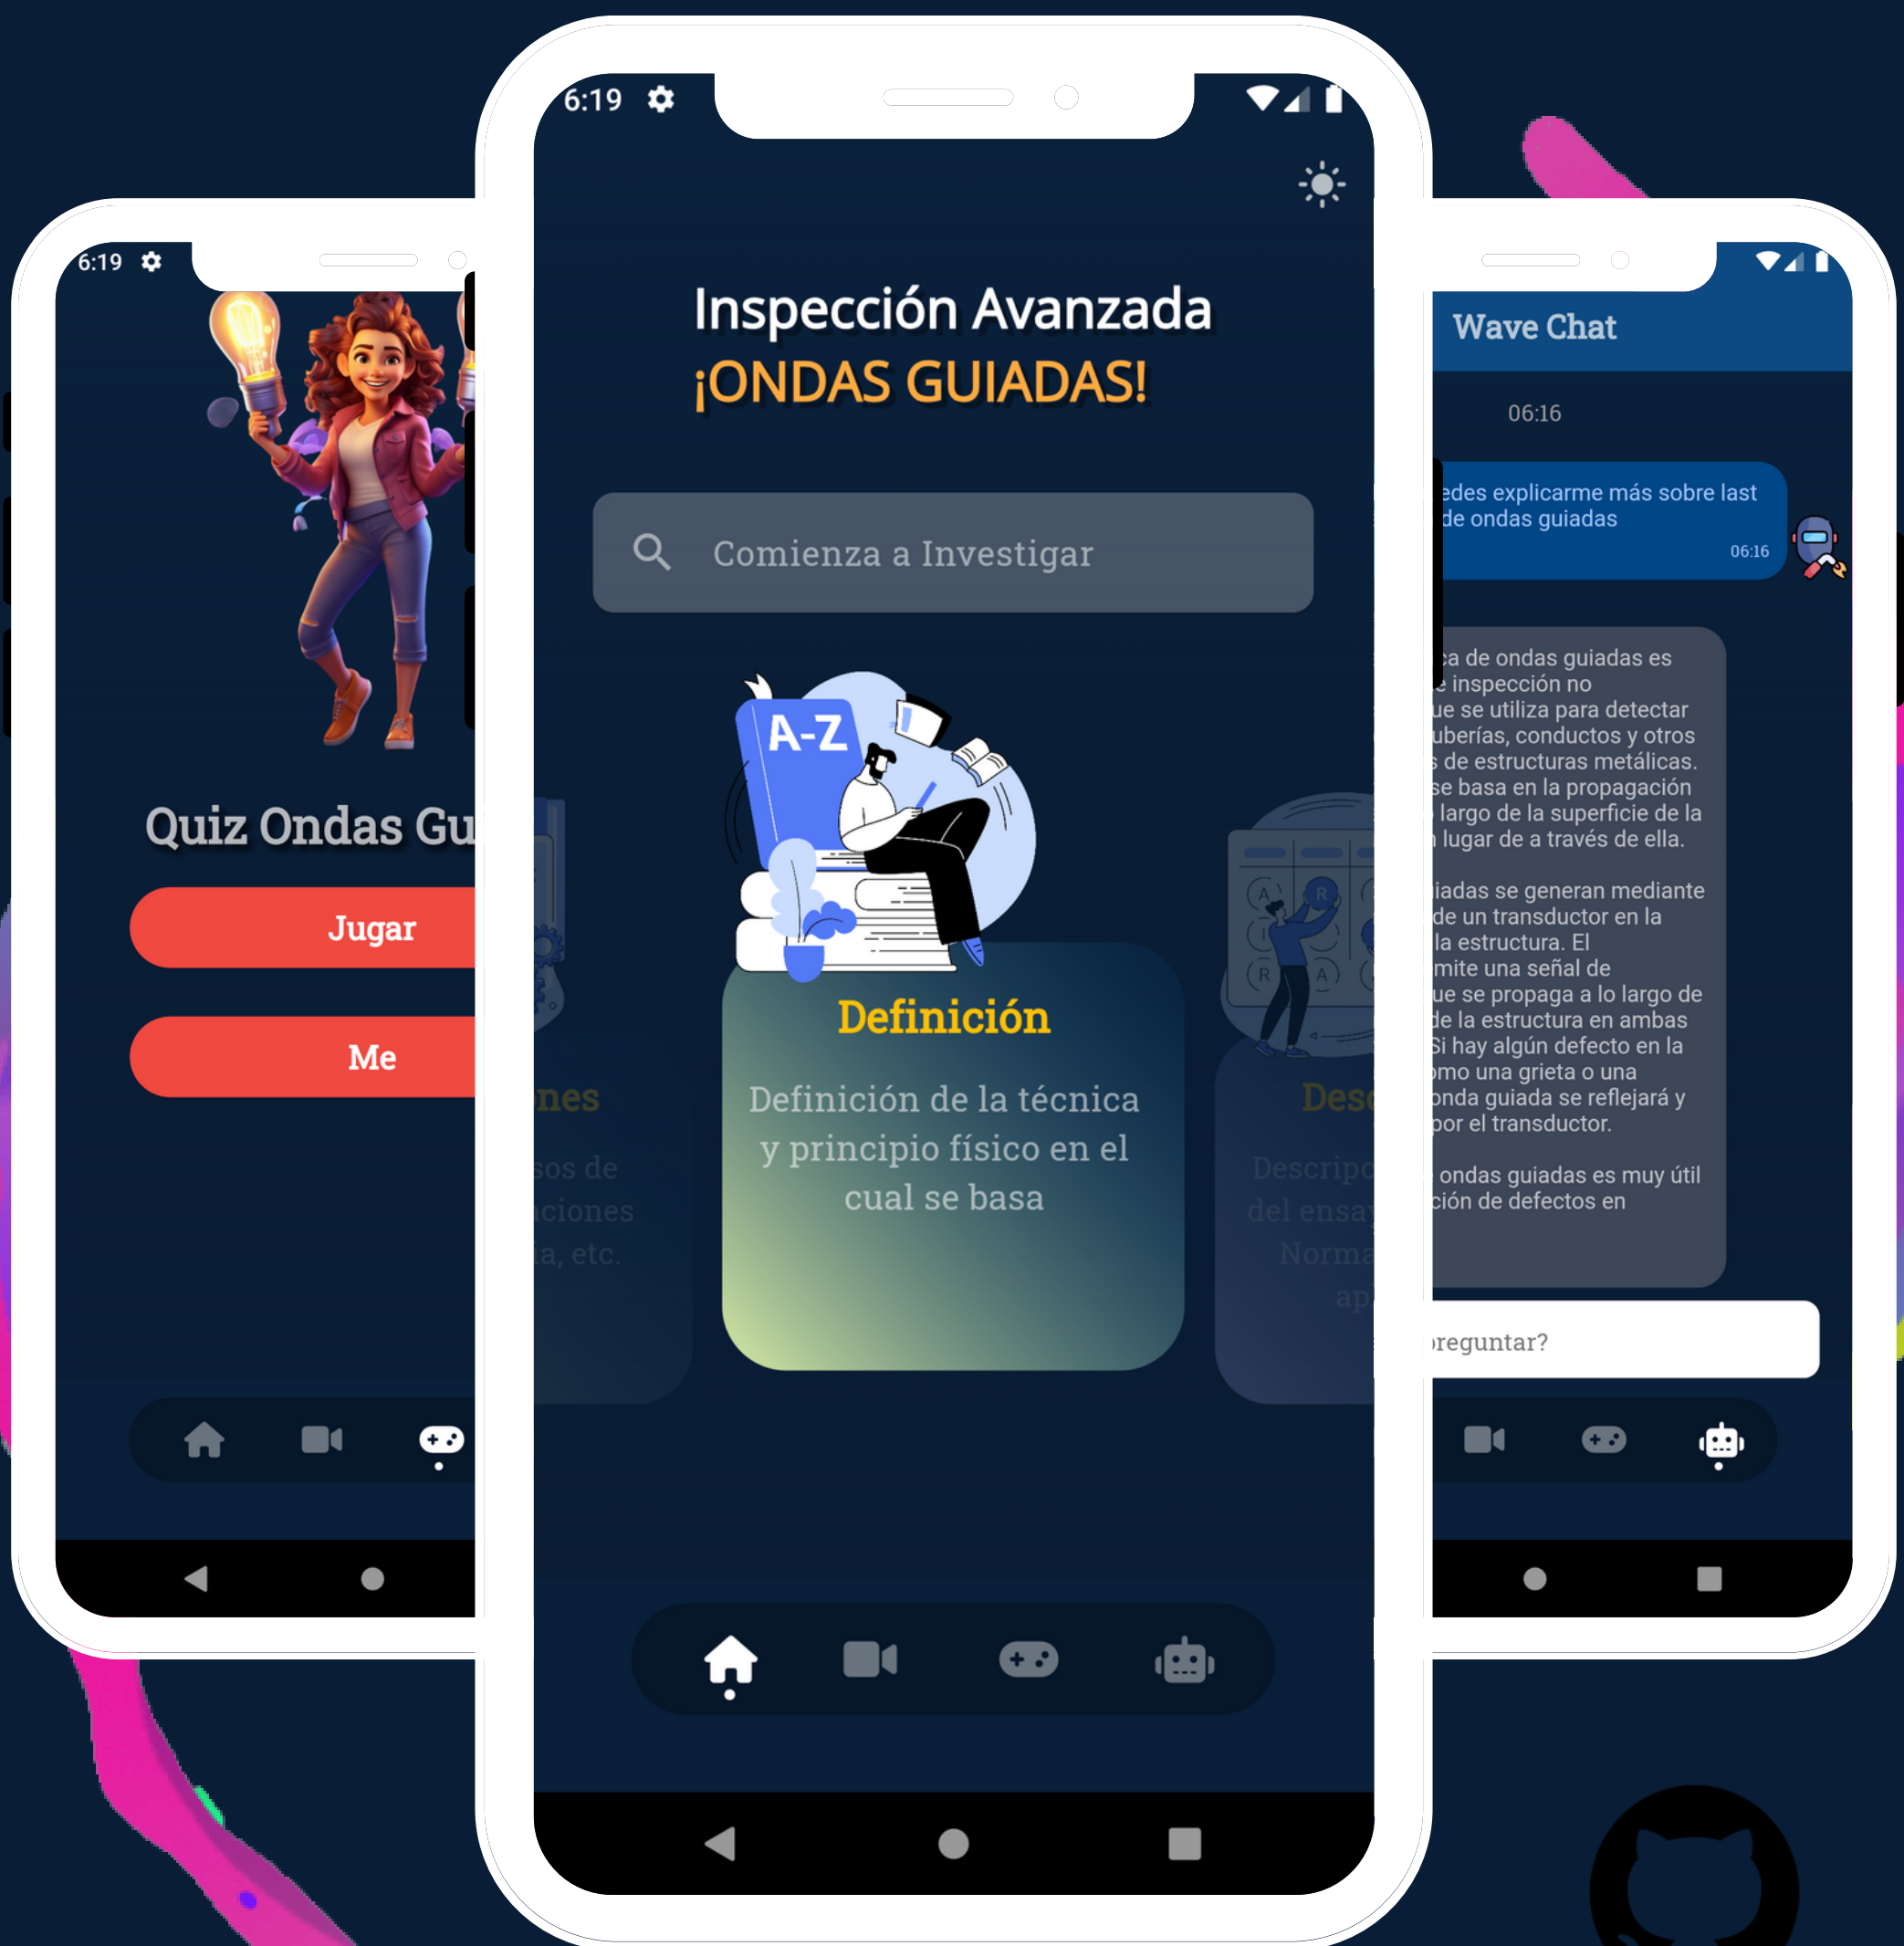 6:19
Quiz Ondas Gu
Jugar
Me
6:19
Inspección Avanzada
¡ONDAS GUIADAS!
Comienza a Investigar
A-Z
Definición
Definición de la técnica
y principio físico en el
cual se basa
nes
sos de
aciones
ía, etc.
A R
I
R A
Desc
Descripc
del ensay
Norma
ap
Wave Chat
06:16
edes explicarme más sobre last
de ondas guiadas
06:16
ca de ondas guiadas es
e inspección no
ue se utiliza para detectar
uberías, conductos y otros
s de estructuras metálicas.
se basa en la propagación
largo de la superficie de la
n lugar de a través de ella.
iadas se generan mediante
de un transductor en la
la estructura. El
mite una señal de
ue se propaga a lo largo de
de la estructura en ambas
Si hay algún defecto en la
omo una grieta o una
onda guiada se reflejará y
por el transductor.
ondas guiadas es muy útil
ción de defectos en
preguntar?